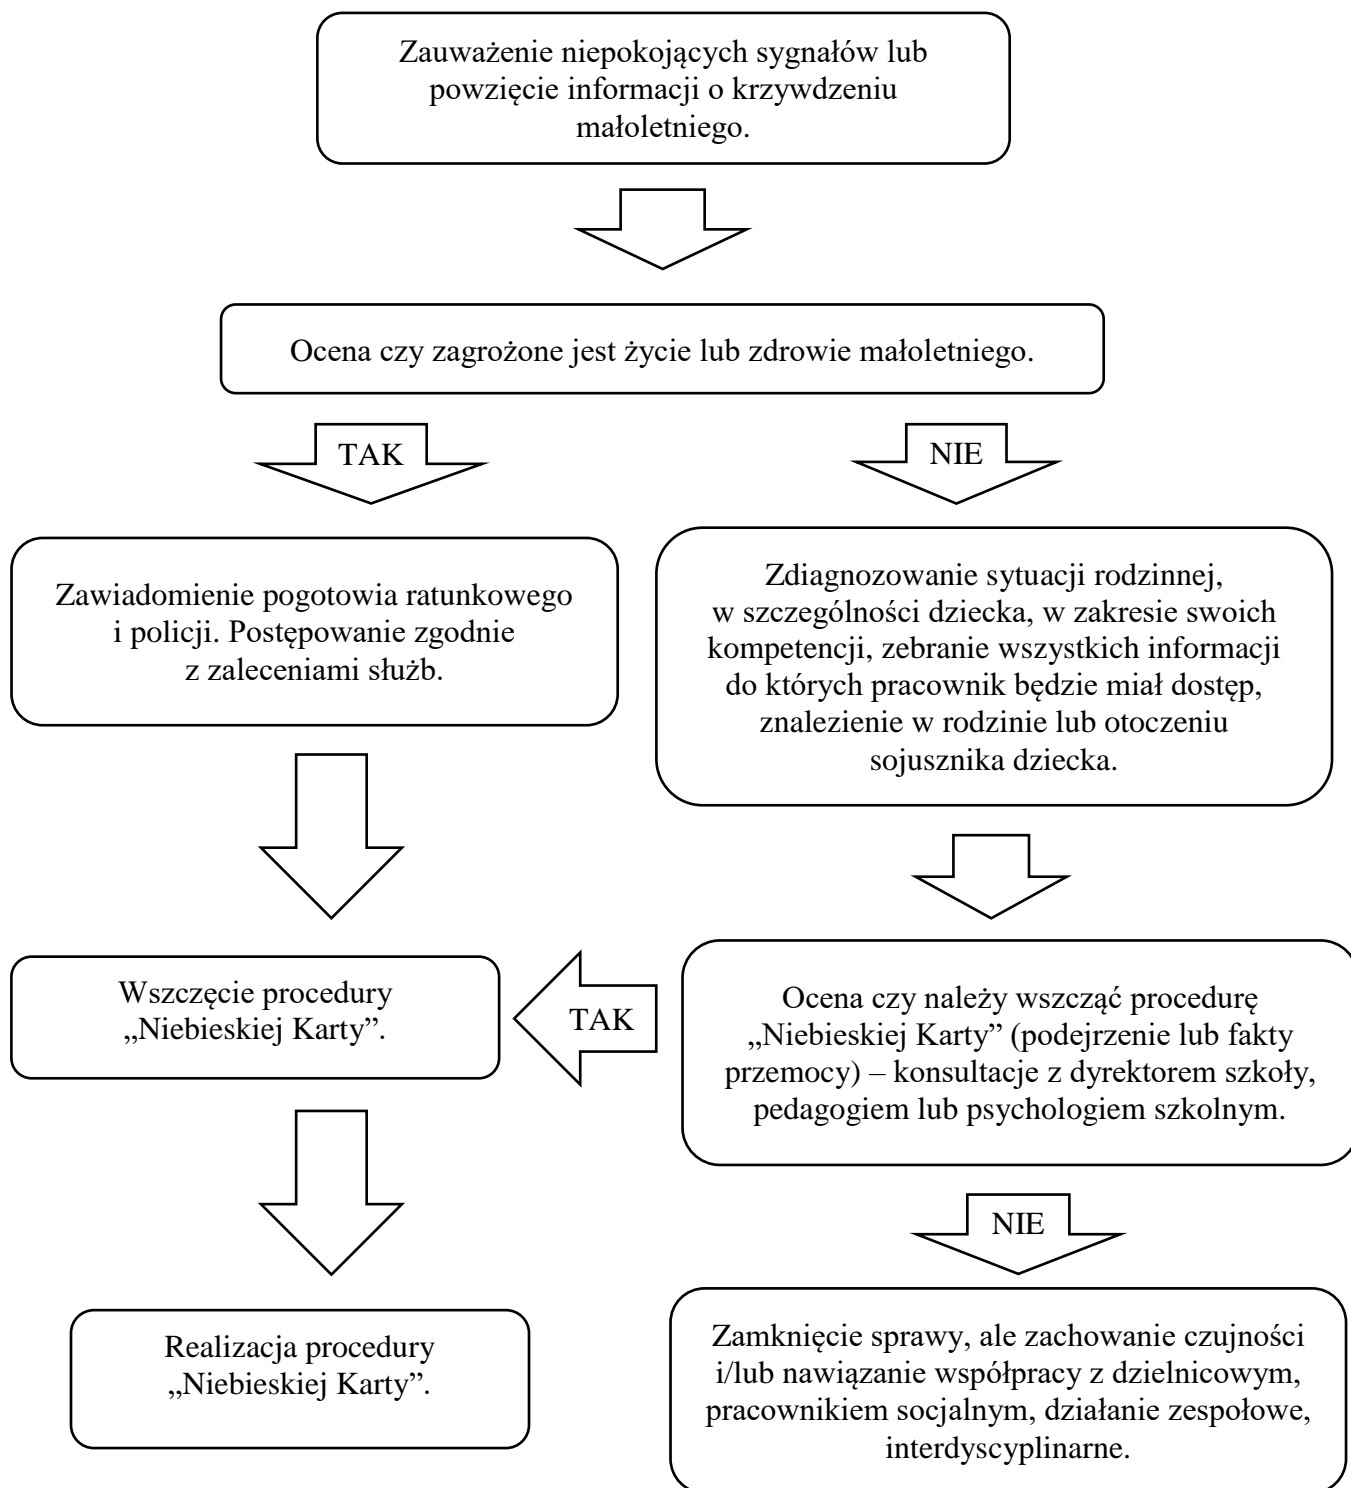 Zauważenie niepokojących sygnałów lub
powzięcie informacji o krzywdzeniu
małoletniego.
Ocena czy zagrożone jest życie lub zdrowie małoletniego.
TAK
NIE
Zawiadomienie pogotowia ratunkowego
i policji. Postępowanie zgodnie
z zaleceniami służb.
Zdiagnozowanie sytuacji rodzinnej,
w szczególności dziecka, w zakresie swoich
kompetencji, zebranie wszystkich informacji
do których pracownik będzie miał dostęp,
znalezienie w rodzinie lub otoczeniu
sojusznika dziecka.
Wszczęcie procedury
„Niebieskiej Karty”.
TAK
Ocena czy należy wszcząć procedurę
„Niebieskiej Karty” (podejrzenie lub fakty
przemocy) – konsultacje z dyrektorem szkoły,
pedagogiem lub psychologiem szkolnym.
NIE
Realizacja procedury
„Niebieskiej Karty”.
Zamknięcie sprawy, ale zachowanie czujności
i/lub nawiązanie współpracy z dzielnicowym,
pracownikiem socjalnym, działanie zespołowe,
interdyscyplinarne.